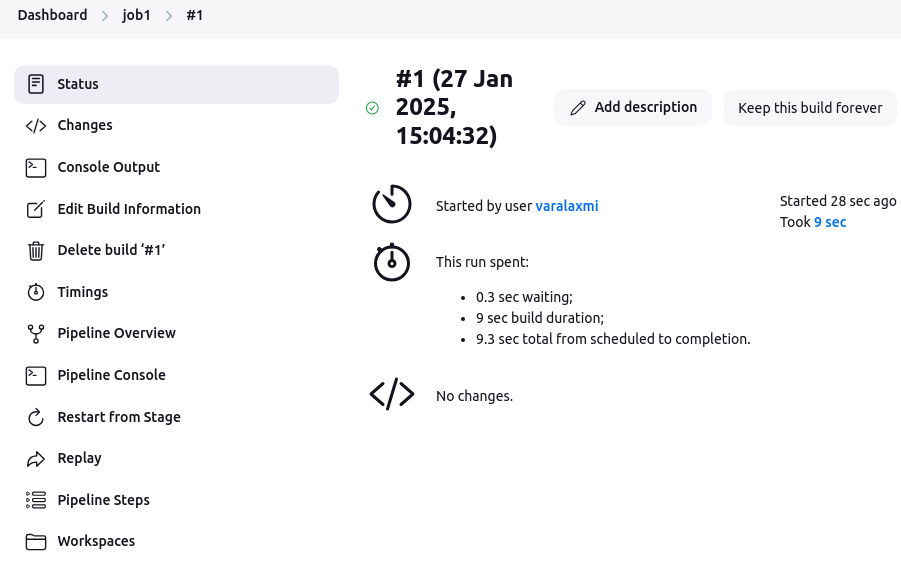 Dashboard > job1 > #1
Status
Changes
Console Output
Edit Build Information
Delete build ‘#1’
Timings
Pipeline Overview
Pipeline Console
Restart from Stage
Replay
Pipeline Steps
Workspaces
#1 (27 Jan
2025,
15:04:32)
Add description
Keep this build forever
Started by user varalaxmi
Started 28 sec ago
Took 9 sec
This run spent:
• 0.3 sec waiting;
• 9 sec build duration;
• 9.3 sec total from scheduled to completion.
No changes.